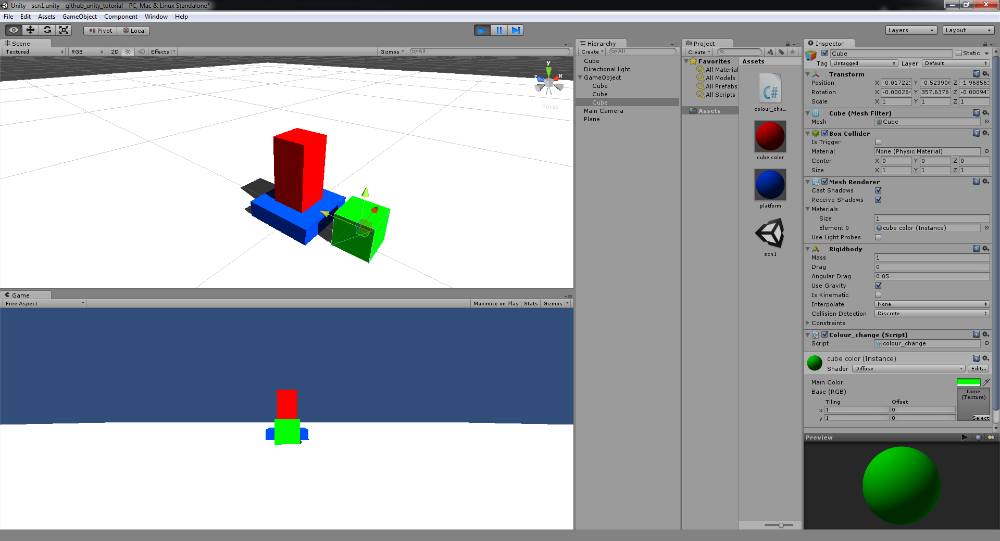 Unity - scn1.unity - github_unity_tutorial - PC, Mac & Linux Standalone*
File Edit Assets GameObject Component Window Help
Pivot Local Layers Layout
Scene
Textured RGB 2D Effects Gizmos All
y
z x
Persp
Game
Free Aspect Maximize on Play Stats Gizmos
Hierarchy
Create All
Cube
Directional light
GameObject
Cube
Cube
Cube
Main Camera
Plane
Project
Create
Favorites
All Material
All Models
All Prefabs
All Scripts
Assets
Assets
C#
colour_cha...
cube color
platform
scn1
Inspector
Cube Static
Tag Untagged Layer Default
Transform
Position X -0.01722 Y -0.52390 Z -1.96856
Rotation X -0.00026 Y 357.6376 Z -0.00094
Scale X 1 Y 1 Z 1
Cube (Mesh Filter)
Mesh Cube
Box Collider
Is Trigger
Material None (Physic Material)
Center X 0 Y 0 Z 0
Size X 1 Y 1 Z 1
Mesh Renderer
Cast Shadows
Receive Shadows
Materials
Size 1
Element 0 cube color (Instance)
Use Light Probes
Rigidbody
Mass 1
Drag 0
Angular Drag 0.05
Use Gravity
Is Kinematic
Interpolate None
Collision Detection Discrete
Constraints
Colour_change (Script)
Script colour_change
cube color (Instance)
Shader Diffuse Edit...
Main Color
Base (RGB) None
(Texture)
Tiling Offset
x 1 0
y 1 0 Select
Preview